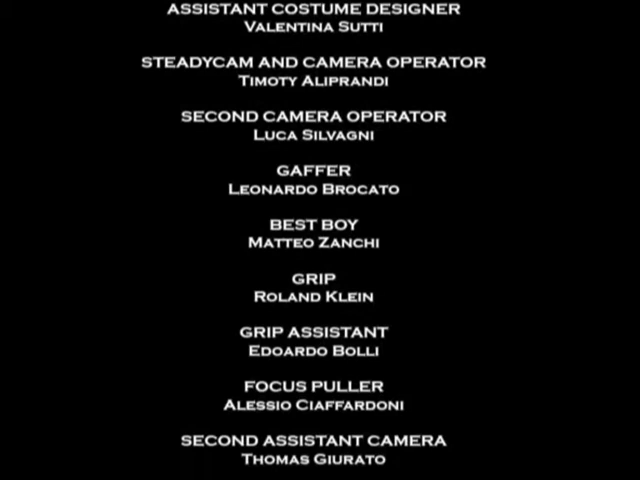 ASSISTANT COSTUME DESIGNER
VALENTINA SUTTI
STEADYCAM AND CAMERA OPERATOR
TIMOTY ALIPRANDI
SECOND CAMERA OPERATOR
LUCA SILVAGNI
GAFFER
LEONARDO BROCATO
BEST BOY
MATTEO ZANCHI
GRIP
ROLAND KLEIN
GRIP ASSISTANT
EDOARDO BOLLI
FOCUS PULLER
ALESSIO CIAFFARDONI
SECOND ASSISTANT CAMERA
THOMAS GIURATO